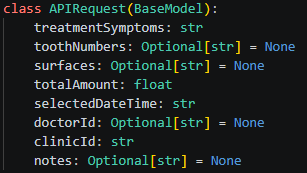 class APIRequest(BaseModel):
    treatmentSymptoms: str
    toothNumbers: Optional[str] = None
    surfaces: Optional[str] = None
    totalAmount: float
    selectedDateTime: str
    doctorId: Optional[str] = None
    clinicId: str
    notes: Optional[str] = None